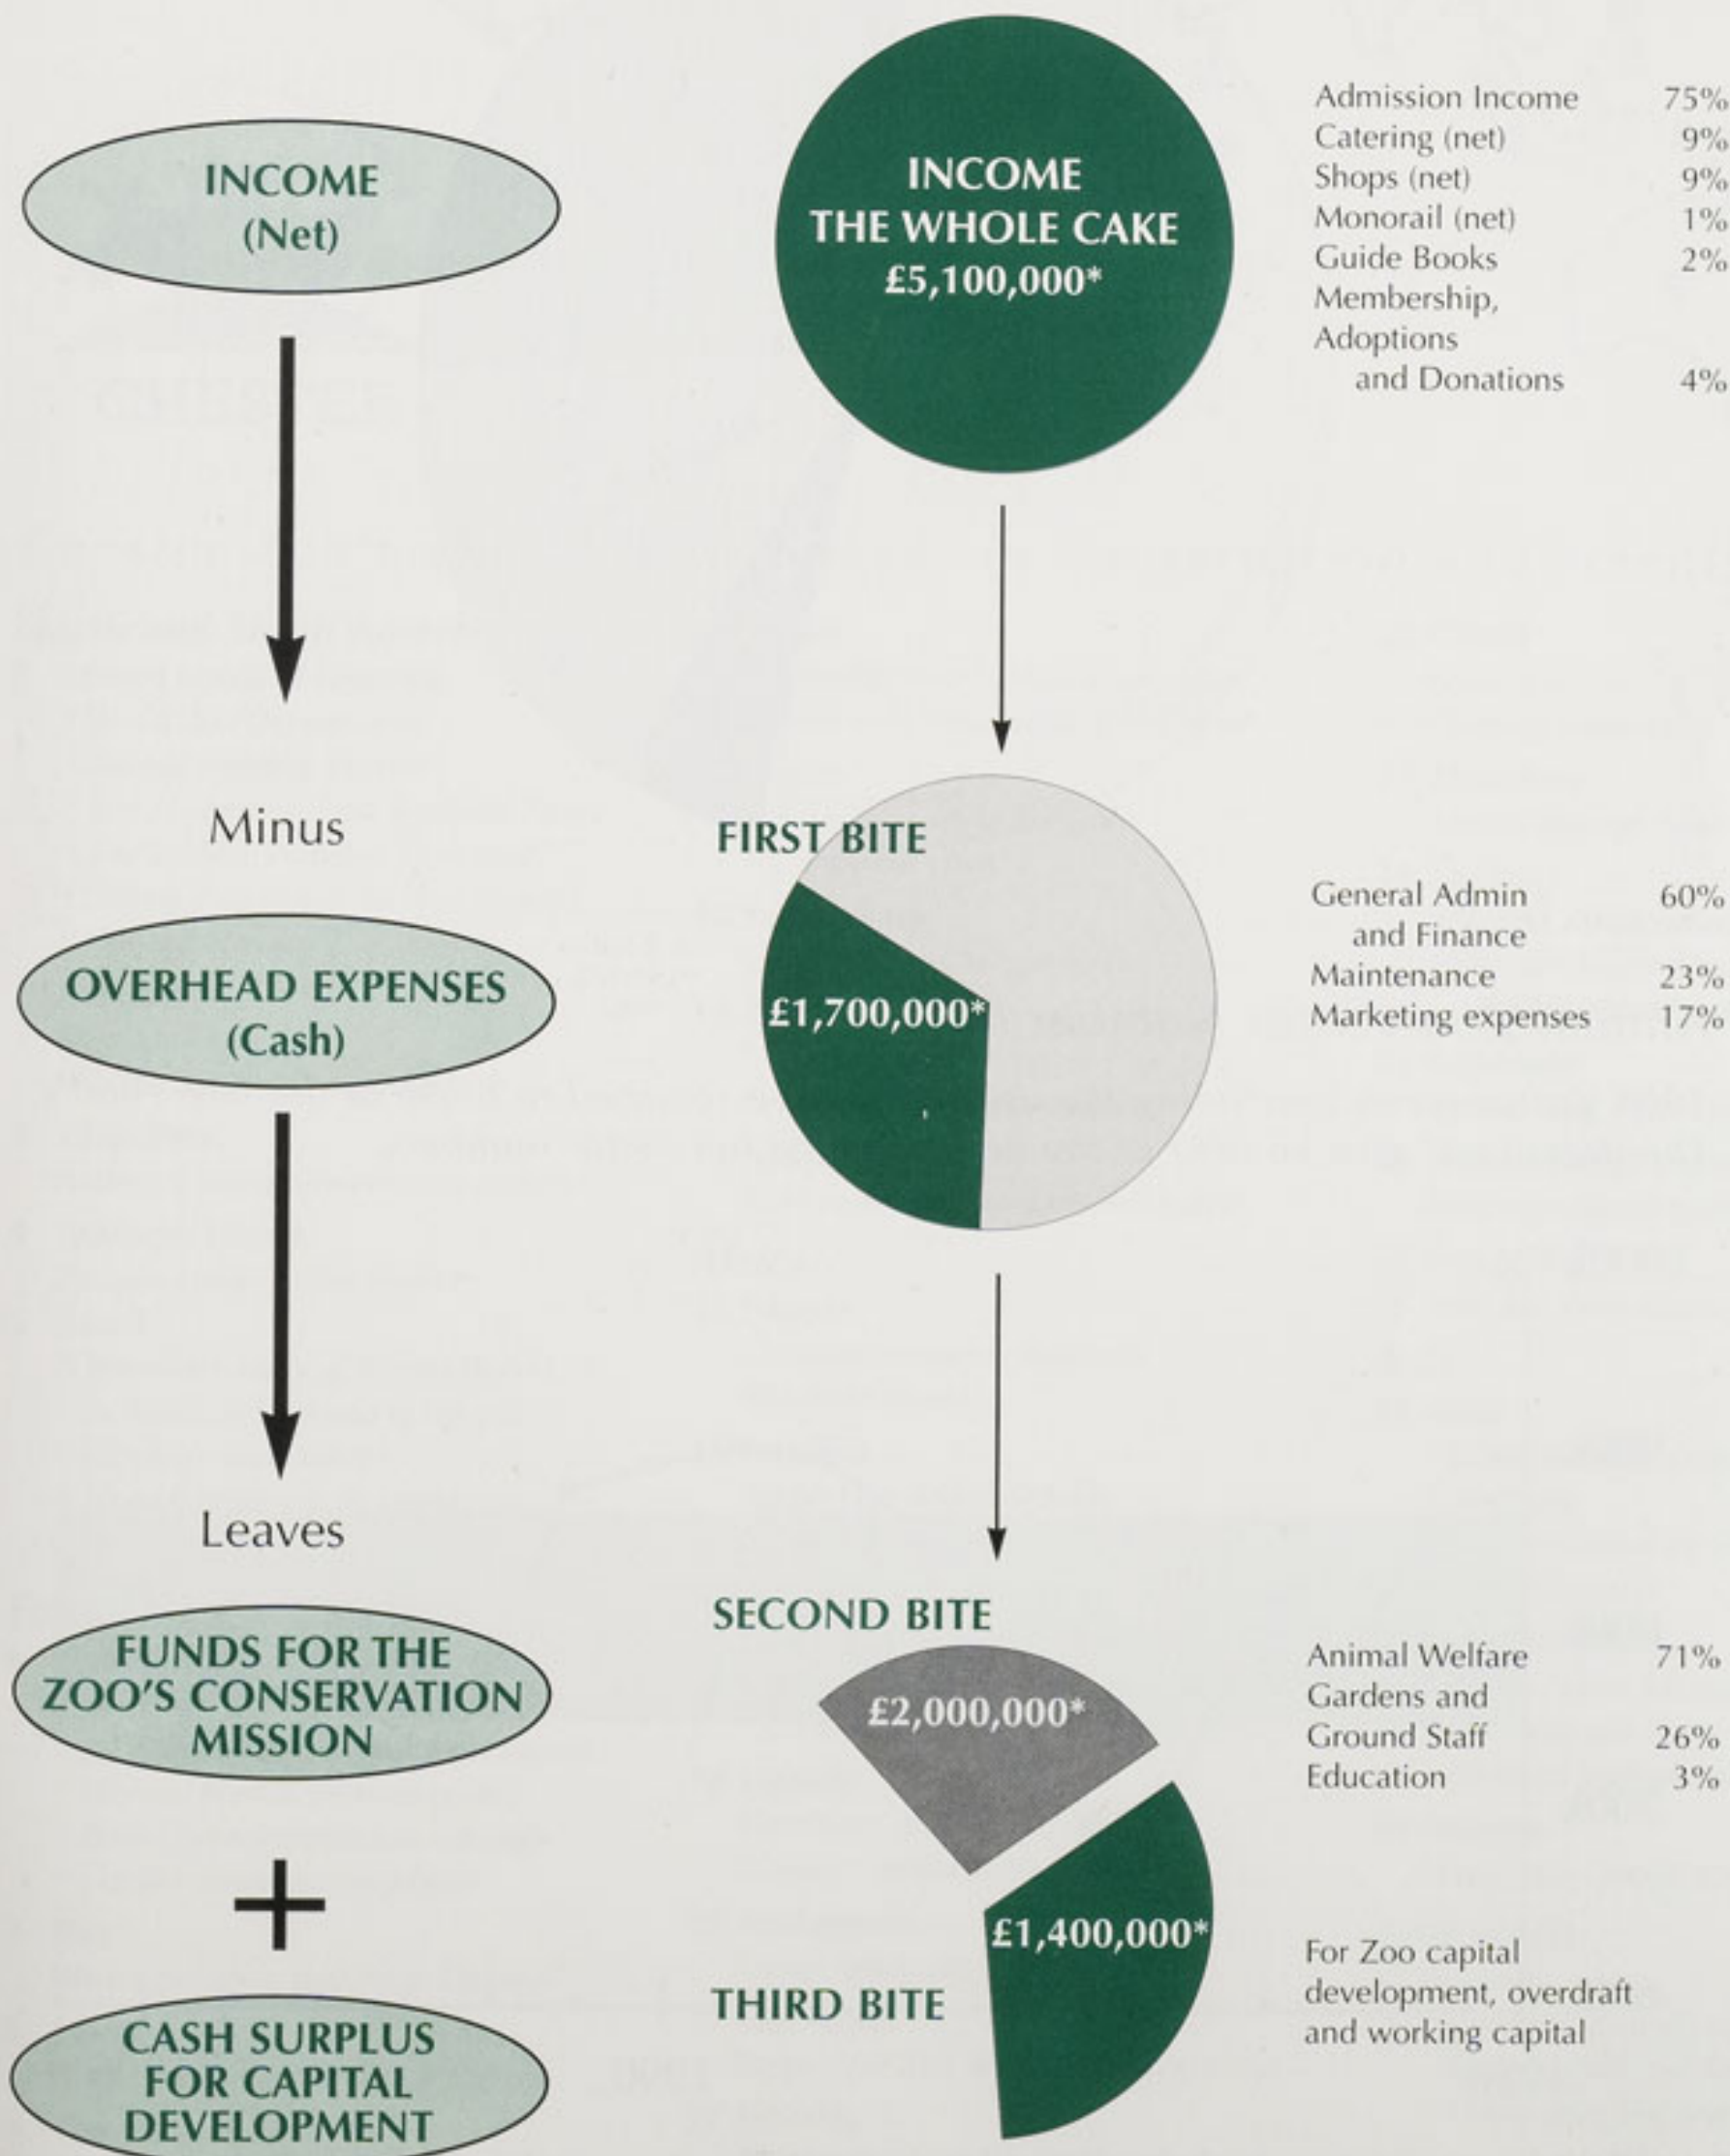 INCOME
(Net)
INCOME
THE WHOLE CAKE
£5,100,000*
Admission Income 75%
Catering (net) 9%
Shops (net) 9%
Monorail (net) 1%
Guide Books 2%
Membership,
Adoptions
and Donations 4%
Minus
OVERHEAD EXPENSES
(Cash)
FIRST BITE
£1,700,000*
General Admin 60%
and Finance
Maintenance 23%
Marketing expenses 17%
Leaves
FUNDS FOR THE
ZOO'S CONSERVATION
MISSION
SECOND BITE
£2,000,000*
Animal Welfare 71%
Gardens and
Ground Staff 26%
Education 3%
+
CASH SURPLUS
FOR CAPITAL
DEVELOPMENT
£1,400,000*
THIRD BITE
For Zoo capital
development, overdraft
and working capital